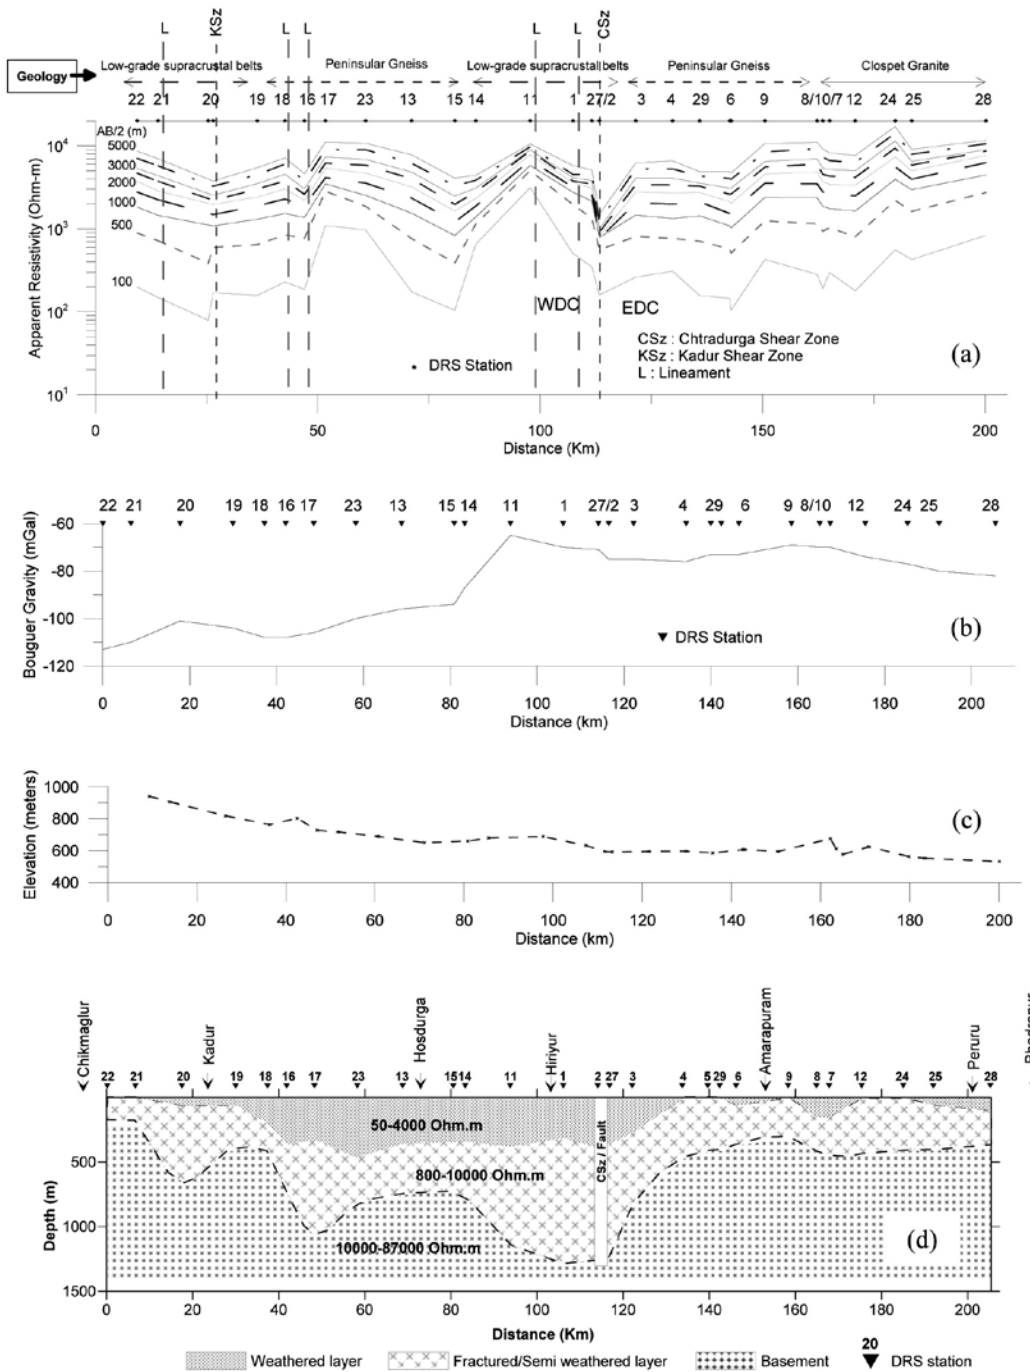 L KSz L L L L CSz
Geology
Low-grade supracrustal belts Peninsular Gneiss Low-grade supracrustal belts Peninsular Gneiss Clospet Granite
22 21 20 19 18 16 17 23 13 15 14 11 1 27/2 3 4 29 6 9 8/10/7 12 24 25 28
AB/2 (m)
5000
3000
2000
1000
500
100
10⁴
10³
10²
10¹
Apparent Resistivity (Ohm-m)
WDC EDC
CSz : Chtradurga Shear Zone
KSz : Kadur Shear Zone
L : Lineament
DRS Station
(a)
0 50 100 150 200
Distance (Km)
22 21 20 19 18 16 17 23 13 15 14 11 1 27/2 3 4 29 6 9 8/10 12 24 25 28
-60
-80
-100
-120
Bouguer Gravity (mGal)
DRS Station
(b)
0 20 40 60 80 100 120 140 160 180 200
Distance (km)
1000
800
600
400
Elevation (meters)
(c)
0 20 40 60 80 100 120 140 160 180 200
Distance (km)
Chikmaglur Kadur Hosdurga Hiriyur Amarapuram Peruru
22 21 20 19 18 16 17 23 13 15 14 11 1 2 27 3 4 5 29 6 9 8 7 12 24 25 28
50-4000 Ohm.m
800-10000 Ohm.m
10000-87000 Ohm.m
CSz / Fault
500
1000
1500
Depth (m)
(d)
0 20 40 60 80 100 120 140 160 180 200
Distance (Km)
20
Weathered layer Fractured/Semi weathered layer Basement DRS station